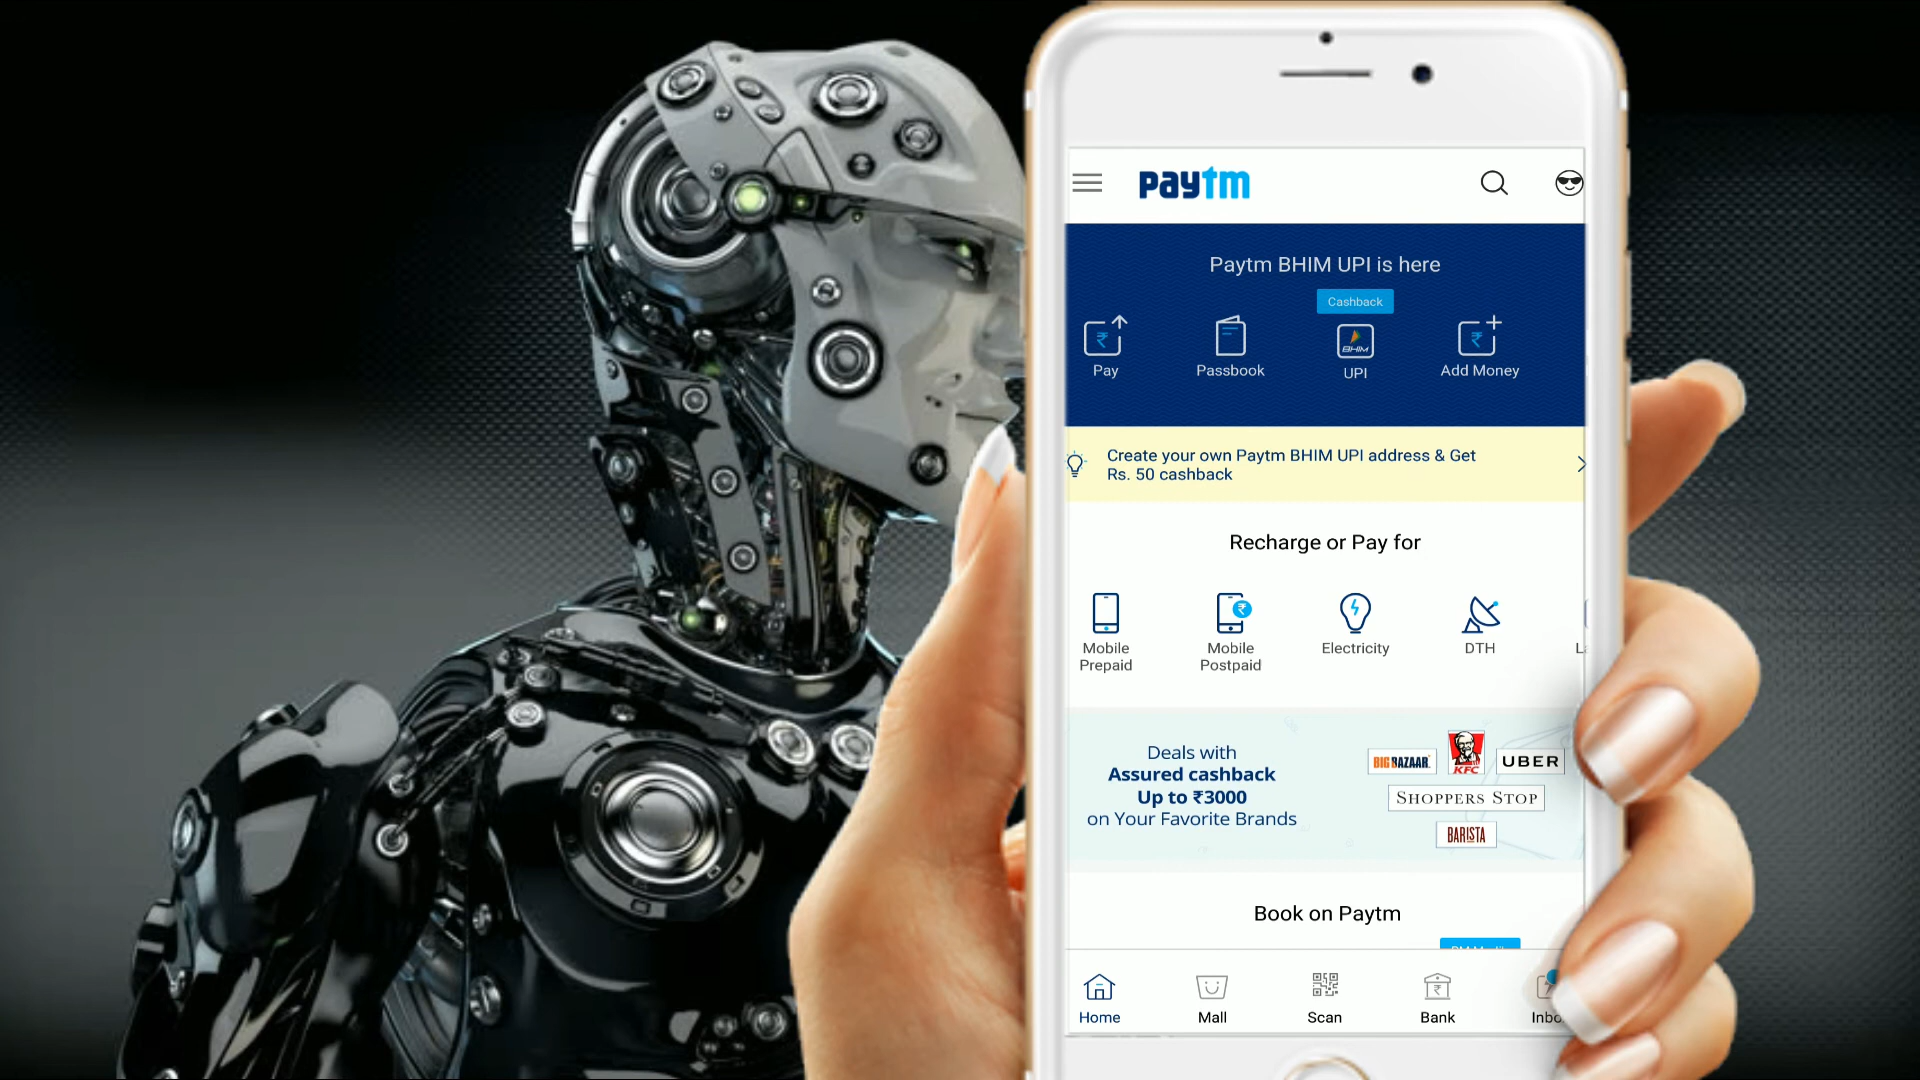 paytm
Paytm BHIM UPI is here
Cashback
₹
BHIM
₹
Pay
Passbook
UPI
Add Money
Create your own Paytm BHIM UPI address & Get
Rs. 50 cashback
Recharge or Pay for
₹
Mobile
Prepaid
Mobile
Postpaid
Electricity
DTH
Deals with
Assured cashback
Up to ₹3000
on Your Favorite Brands
BIG BAZAAR
KFC
UBER
SHOPPERS STOP
BARISTA
Book on Paytm
₹
Home
Mall
Scan
Bank
Inbo